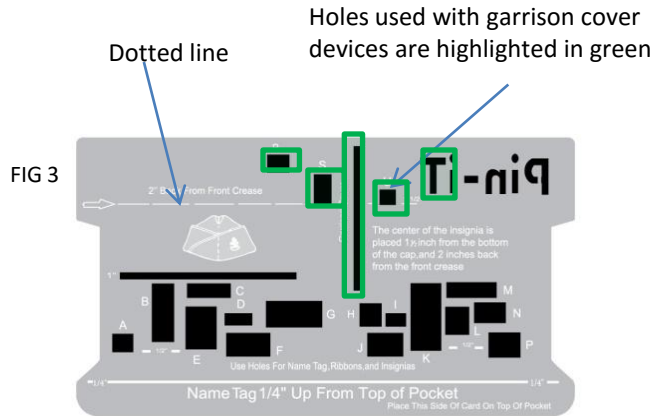 Holes used with garrison cover
devices are highlighted in green
Dotted line
FIG 3
S
Pin-iT
2" Back From Front Crease
The center of the insignia is
placed 1½ inch from the bottom
of the cap,and 2 inches back
from the front crease
1"
A
B
C
D
E
F
G
H
I
J
K
L
M
N
P
1/2"
1/2"
Use Holes For Name Tag,Ribbons,and Insignias
1/4"
1/4"
Name Tag 1/4" Up From Top of Pocket
Place This Side Of Card On Top Of Pocket